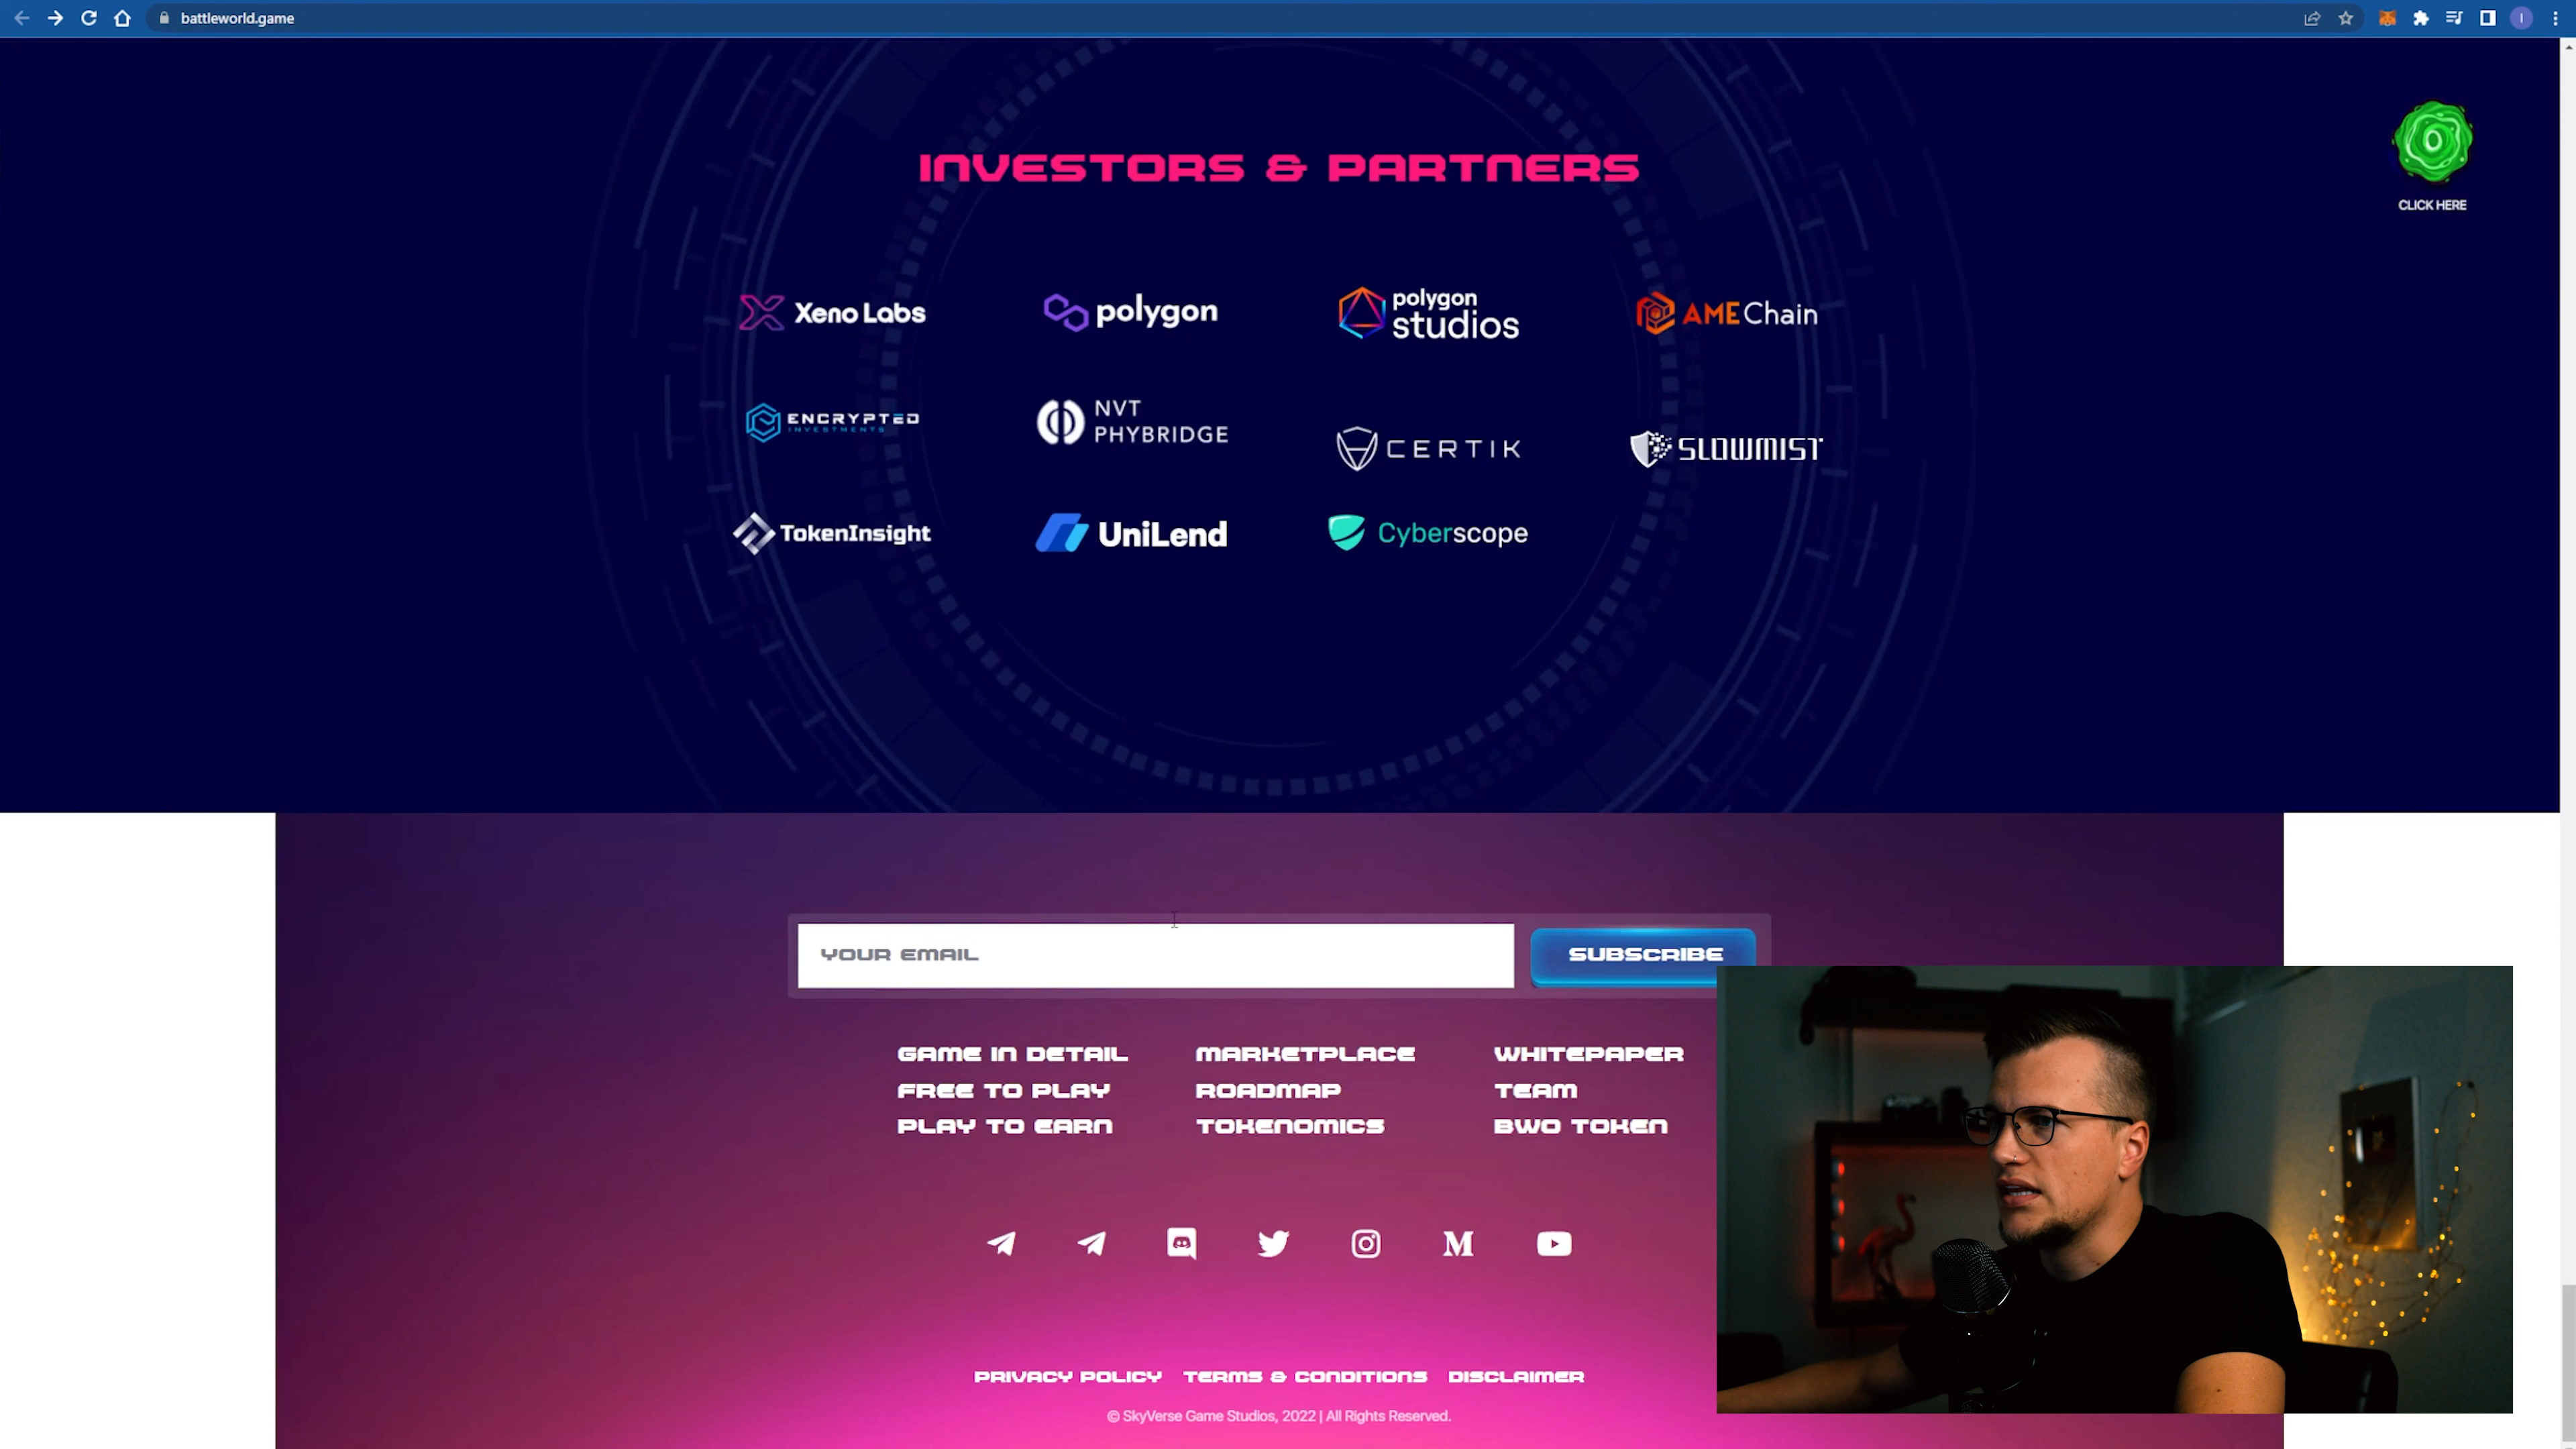 battleworld.game
I
INVESTORS & PARTNERS
CLICK HERE
Xeno Labs
polygon
polygon studios
AMEChain
ENCRYPTED
INVESTMENTS
NVT
PHYBRIDGE
CERTIK
SLOWMIST
TokenInsight
UniLend
Cyberscope
YOUR EMAIL
SUBSCRIBE
GAME IN DETAIL
MARKETPLACE
WHITEPAPER
FREE TO PLAY
ROADMAP
TEAM
PLAY TO EARN
TOKENOMICS
BWO TOKEN
PRIVACY POLICY
TERMS & CONDITIONS
DISCLAIMER
© SkyVerse Game Studios, 2022 | All Rights Reserved.